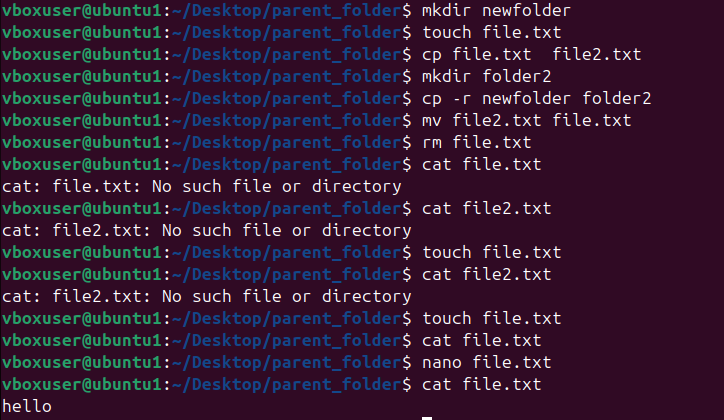 vboxuser@ubuntu1:~/Desktop/parent_folder$ mkdir newfolder
vboxuser@ubuntu1:~/Desktop/parent_folder$ touch file.txt
vboxuser@ubuntu1:~/Desktop/parent_folder$ cp file.txt  file2.txt
vboxuser@ubuntu1:~/Desktop/parent_folder$ mkdir folder2
vboxuser@ubuntu1:~/Desktop/parent_folder$ cp -r newfolder folder2
vboxuser@ubuntu1:~/Desktop/parent_folder$ mv file2.txt file.txt
vboxuser@ubuntu1:~/Desktop/parent_folder$ rm file.txt
vboxuser@ubuntu1:~/Desktop/parent_folder$ cat file.txt
cat: file.txt: No such file or directory
vboxuser@ubuntu1:~/Desktop/parent_folder$ cat file2.txt
cat: file2.txt: No such file or directory
vboxuser@ubuntu1:~/Desktop/parent_folder$ touch file.txt
vboxuser@ubuntu1:~/Desktop/parent_folder$ cat file2.txt
cat: file2.txt: No such file or directory
vboxuser@ubuntu1:~/Desktop/parent_folder$ touch file.txt
vboxuser@ubuntu1:~/Desktop/parent_folder$ cat file.txt
vboxuser@ubuntu1:~/Desktop/parent_folder$ nano file.txt
vboxuser@ubuntu1:~/Desktop/parent_folder$ cat file.txt
hello